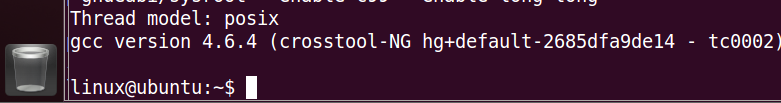 Thread model: posix
gcc version 4.6.4 (crosstool-NG hg+default-2685dfa9de14 - tc0002)
linux@ubuntu:~$